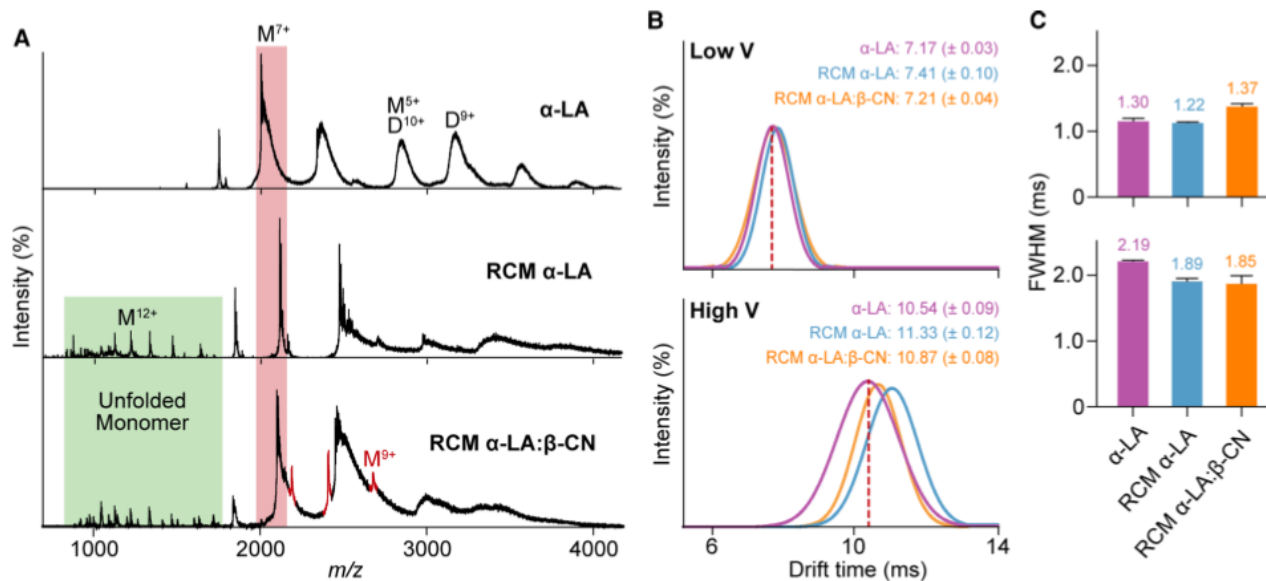 A
M⁷⁺
α-LA
M⁵⁺
D¹⁰⁺
D⁹⁺
RCM α-LA
M¹²⁺
Unfolded
Monomer
RCM α-LA:β-CN
M⁹⁺
Intensity (%)
Intensity (%)
1000
2000
3000
4000
m/z
B
Low V
α-LA: 7.17 (± 0.03)
RCM α-LA: 7.41 (± 0.10)
RCM α-LA:β-CN: 7.21 (± 0.04)
Intensity (%)
6
10
14
High V
α-LA: 10.54 (± 0.09)
RCM α-LA: 11.33 (± 0.12)
RCM α-LA:β-CN: 10.87 (± 0.08)
Intensity (%)
6
10
14
Drift time (ms)
C
2.0
1.0
0
1.30
1.22
1.37
FWHM (ms)
2.0
1.0
0
2.19
1.89
1.85
α-LA
RCM α-LA
RCM α-LA:β-CN